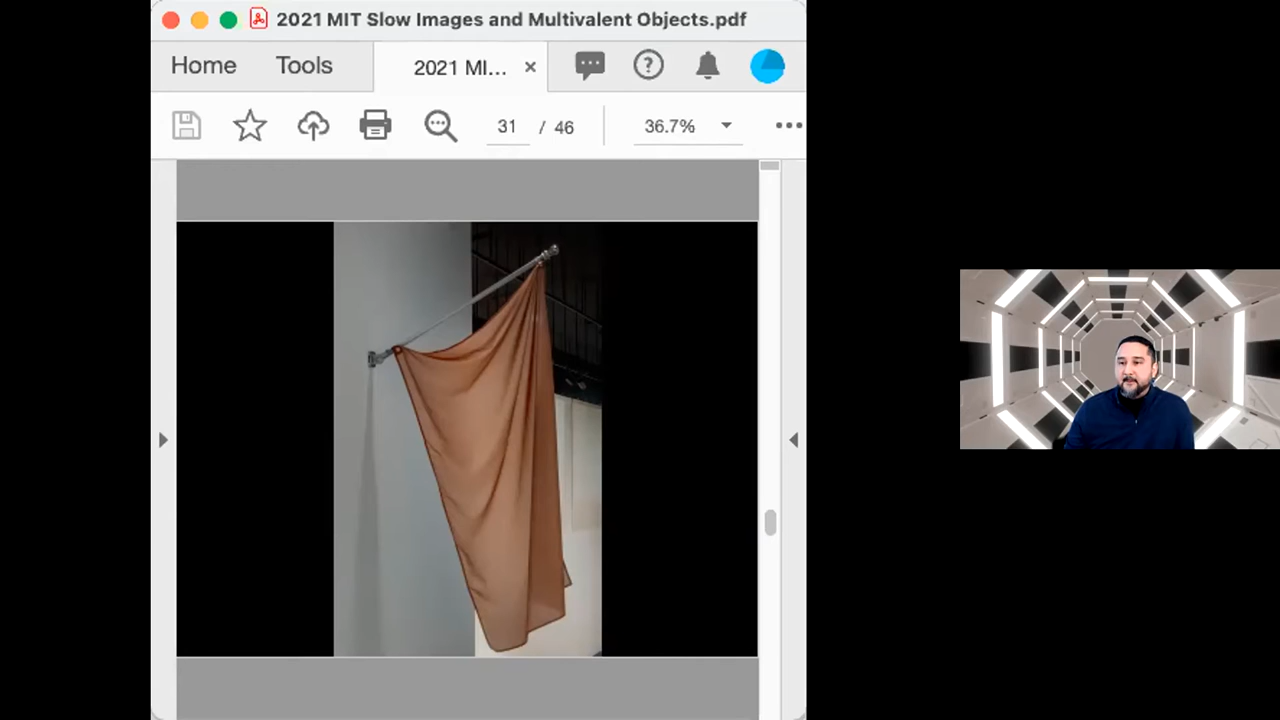 2021 MIT Slow Images and Multivalent Objects.pdf
Home Tools 2021 MI... ×
31 / 46 36.7%